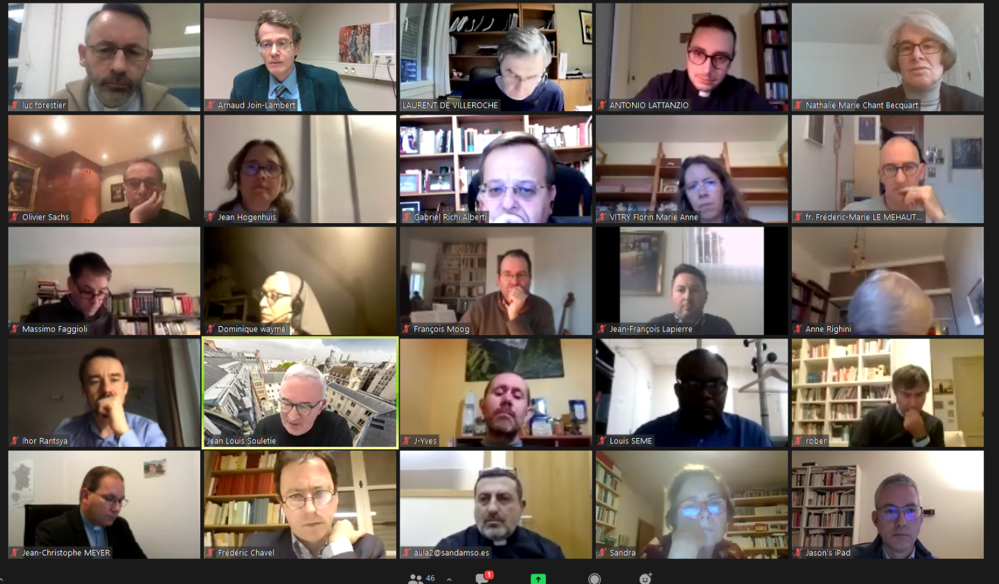 luc forestier
Arnaud Join-Lambert
LAURENT DE VILLEROCHE
ANTONIO LATTANZIO
Nathalie Marie Chant Becquart
Olivier Sachs
Jean Hogenhuis
Gabriel Richi Alberti
VITRY Florin Marie Anne
fr. Frédéric-Marie LE MEHAUT...
Massimo Faggioli
Dominique waymel
François Moog
Jean-François Lapierre
Anne Righini
Ihor Rantsya
Jean Louis Souletie
J-Yves
Louis SEME
rober
Jean-Christophe MEYER
Frédéric Chavel
aula2@sandamso.es
Sandra
Jason's iPad
46
1